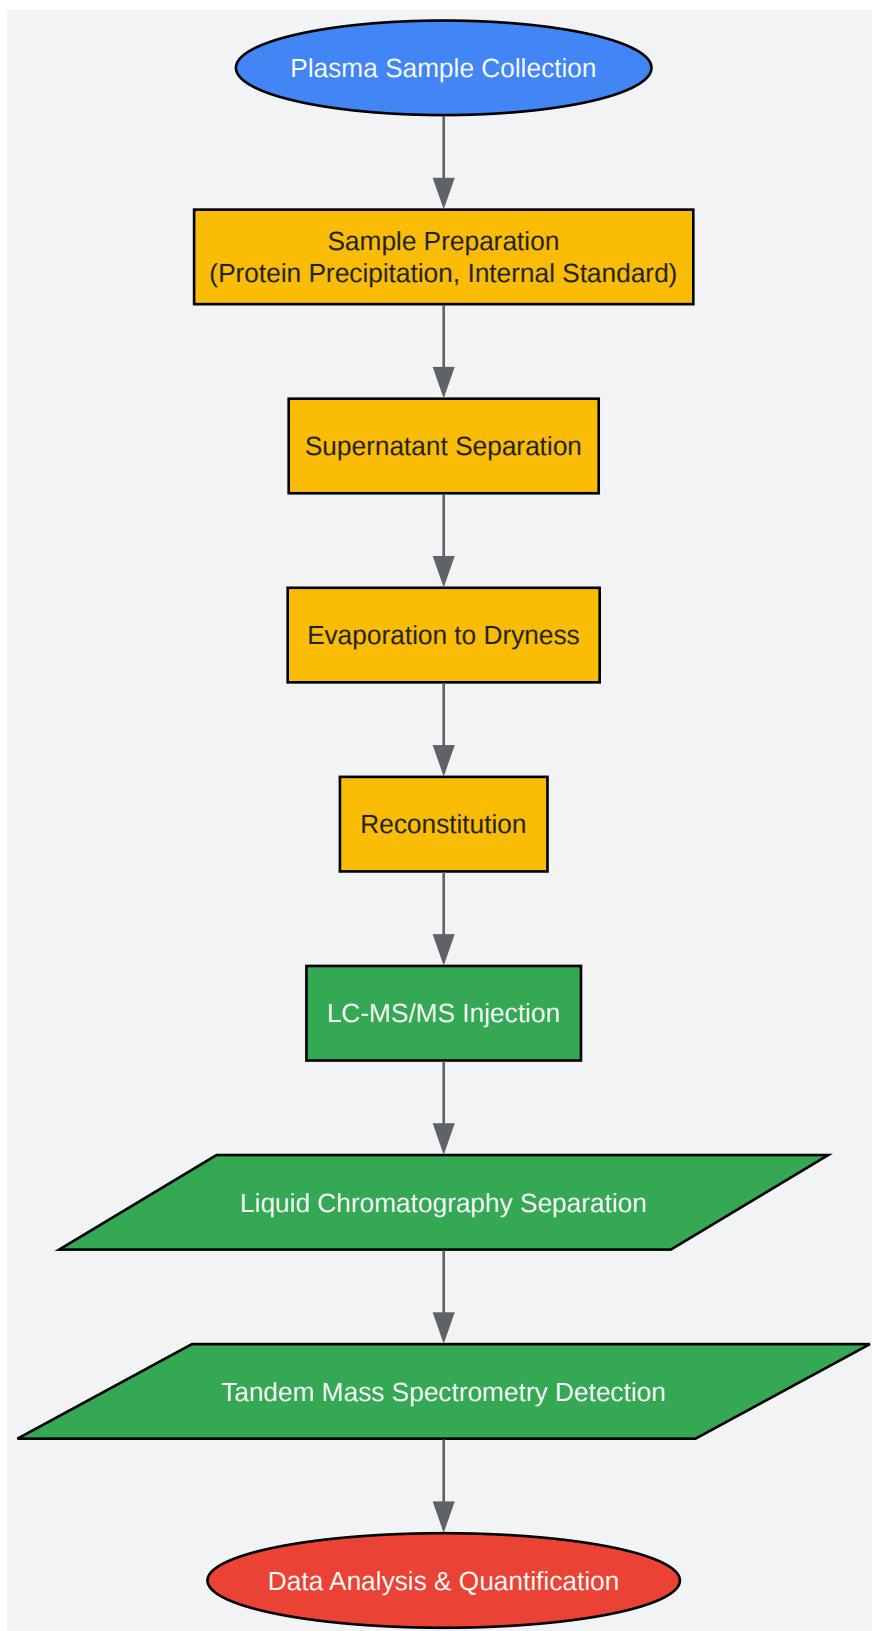 Plasma Sample Collection
Sample Preparation
(Protein Precipitation, Internal Standard)
Supernatant Separation
Evaporation to Dryness
Reconstitution
LC-MS/MS Injection
Liquid Chromatography Separation
Tandem Mass Spectrometry Detection
Data Analysis & Quantification